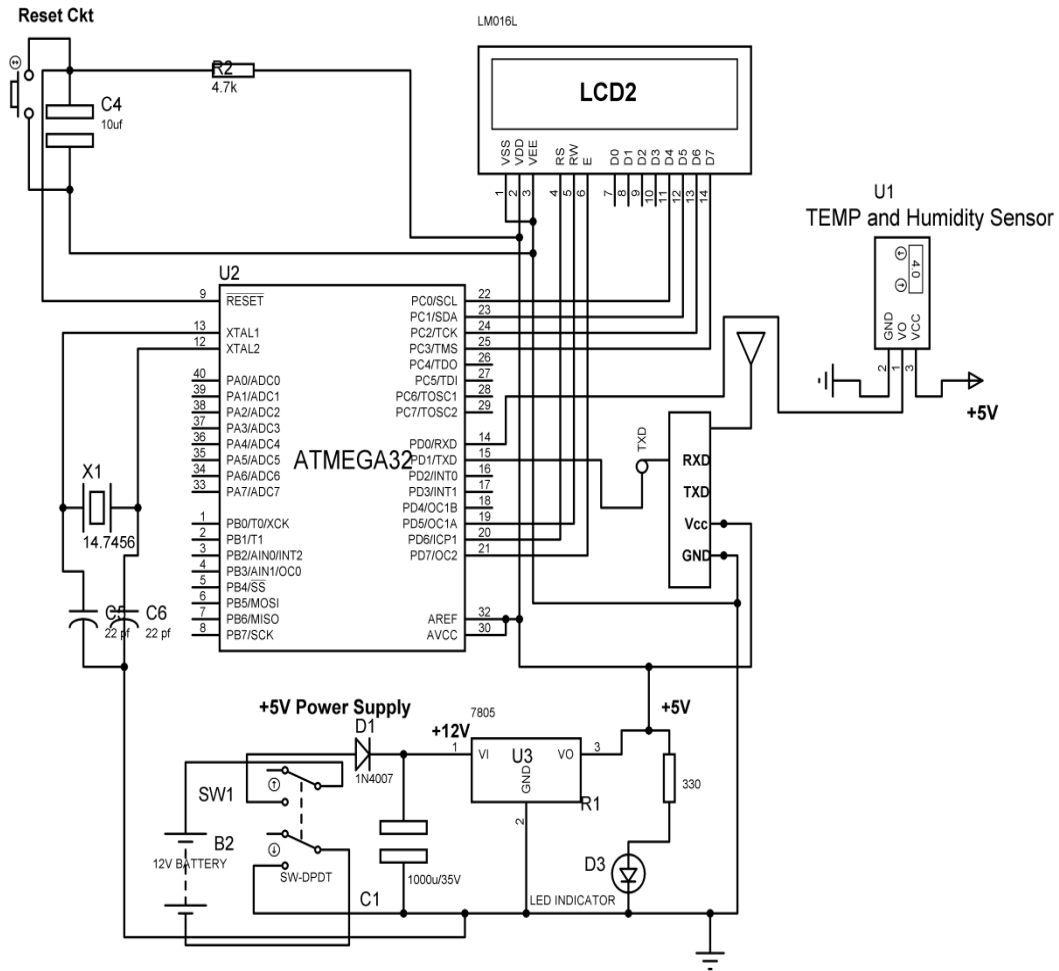 Reset Ckt
LM016L
R2
4.7k
C4
10uf
LCD2
VSS
VDD
VEE
RS
RW
E
D0
D1
D2
D3
D4
D5
D6
D7
1
2
3
4
5
6
7
8
9
10
11
12
13
14
U1
TEMP and Humidity Sensor
4.0
GND
VO
VCC
2
1
3
+5V
U2
ATMEGA32
9 RESET
13 XTAL1
12 XTAL2
40 PA0/ADC0
39 PA1/ADC1
38 PA2/ADC2
37 PA3/ADC3
36 PA4/ADC4
35 PA5/ADC5
34 PA6/ADC6
33 PA7/ADC7
1 PB0/T0/XCK
2 PB1/T1
3 PB2/AIN0/INT2
4 PB3/AIN1/OC0
5 PB4/SS
6 PB5/MOSI
7 PB6/MISO
8 PB7/SCK
PC0/SCL 22
PC1/SDA 23
PC2/TCK 24
PC3/TMS 25
PC4/TDO 26
PC5/TDI 27
PC6/TOSC1 28
PC7/TOSC2 29
PD0/RXD 14
PD1/TXD 15
PD2/INT0 16
PD3/INT1 17
PD4/OC1B 18
PD5/OC1A 19
PD6/ICP1 20
PD7/OC2 21
AREF 32
AVCC 30
TXD
RXD
TXD
Vcc
GND
X1
14.7456
C5
22 pf
C6
22 pf
+5V Power Supply
D1
1N4007
+12V
7805
1 VI
U3
VO 3
GND
2
R1
+5V
330
SW1
SW-DPDT
B2
12V BATTERY
C1
1000u/35V
D3
LED INDICATOR